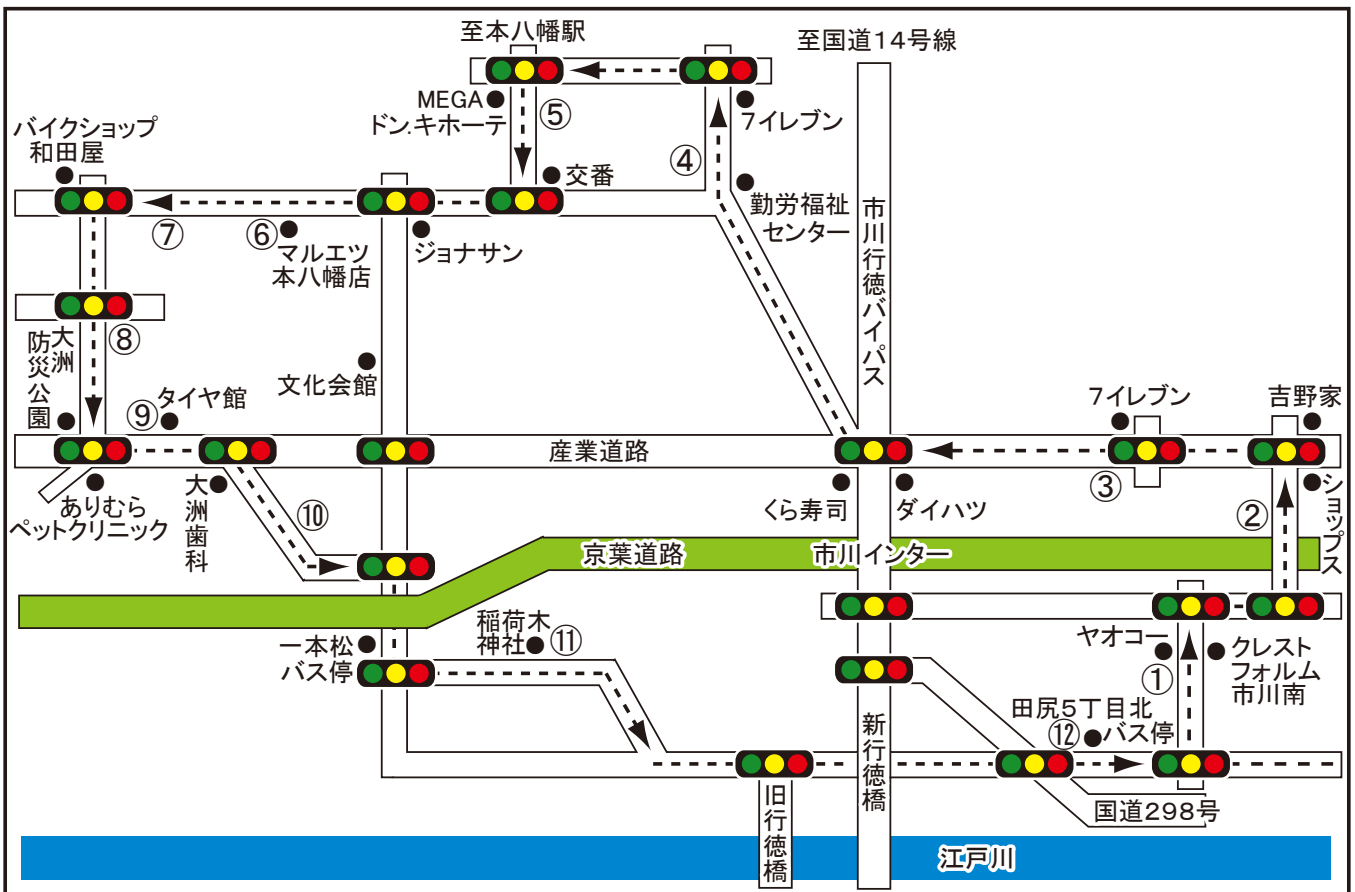 至本八幡駅
至国道14号線
MEGA
ドン.キホーテ
⑤
7イレブン
バイクショップ
和田屋
④
交番
勤労福祉
センター
市川行徳バイパス
⑦
⑥
マルエツ
本八幡店
ジョナサン
⑧
大洲
防災公園
文化会館
⑨
タイヤ館
7イレブン
吉野家
産業道路
ありむら
ペットクリニック
大洲歯科
⑩
くら寿司
ダイハツ
③
②
ショップス
京葉道路
市川インター
一本松
バス停
稲荷木
神社
⑪
ヤオコー
①
クレスト
フォルム
市川南
田尻5丁目北
⑫
バス停
新行徳橋
旧行徳橋
国道298号
江戸川